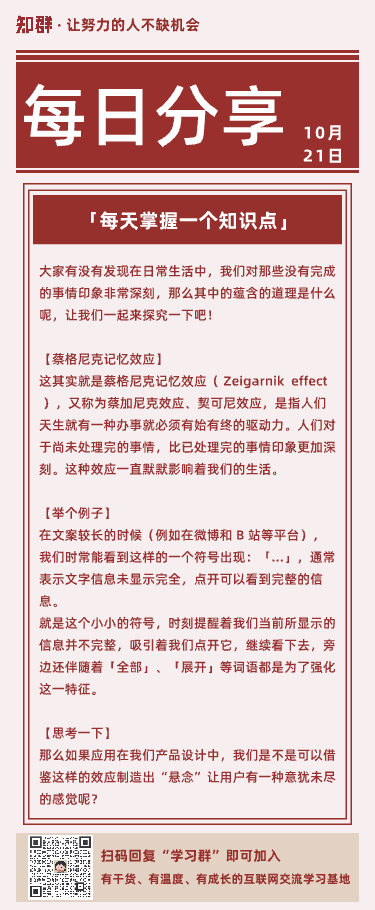 知群·让努力的人不缺机会
每日分享
10月
21日
「每天掌握一个知识点」
大家有没有发现在日常生活中，我们对那些没有完成
的事情印象非常深刻，那么其中的蕴含的道理是什么
呢，让我们一起来探究一下吧！
【蔡格尼克记忆效应】
这其实就是蔡格尼克记忆效应（ Zeigarnik effect
），又称为蔡加尼克效应、契可尼效应，是指人们
天生就有一种办事就必须有始有终的驱动力。人们对
于尚未处理完的事情，比已处理完的事情印象更加深
刻。这种效应一直默默影响着我们的生活。
【举个例子】
在文案较长的时候（例如在微博和 B 站等平台），
我们时常能看到这样的一个符号出现：「...」，通常
表示文字信息未显示完全，点开可以看到完整的信
息。
就是这个小小的符号，时刻提醒着我们当前所显示的
信息并不完整，吸引着我们点开它，继续看下去，旁
边还伴随着「全部」、「展开」等词语都是为了强化
这一特征。
【思考一下】
那么如果应用在我们产品设计中，我们是不是可以借
鉴这样的效应制造出“悬念”让用户有一种意犹未尽
的感觉呢？
扫码回复“学习群”即可加入
有干货、有温度、有成长的互联网交流学习基地